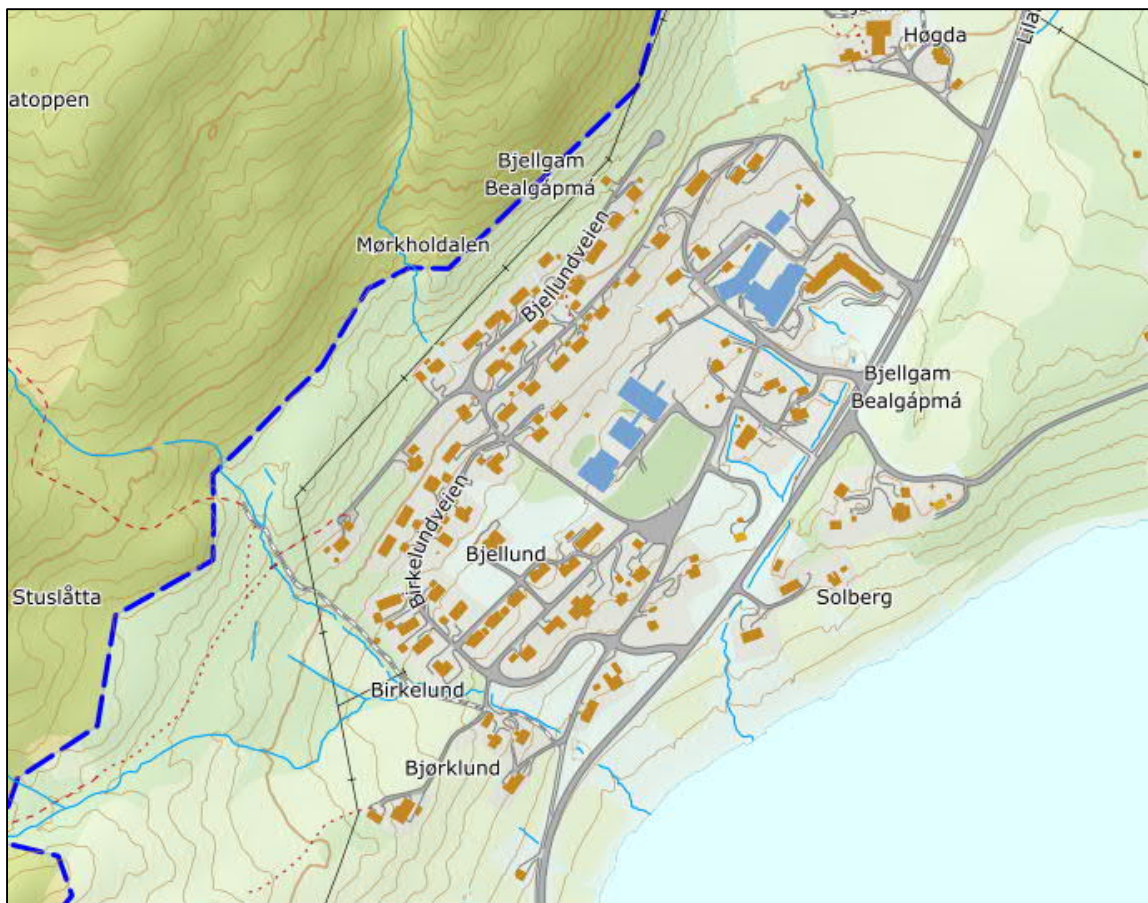 Høgda
atoppen
Bjellgam
Bealgápmá
Mørkholdalen
Bjellundveien
Bjellgam
Bealgápmá
Birkelundveien
Bjellund
Stuslåtta
Solberg
Birkelund
Bjørklund